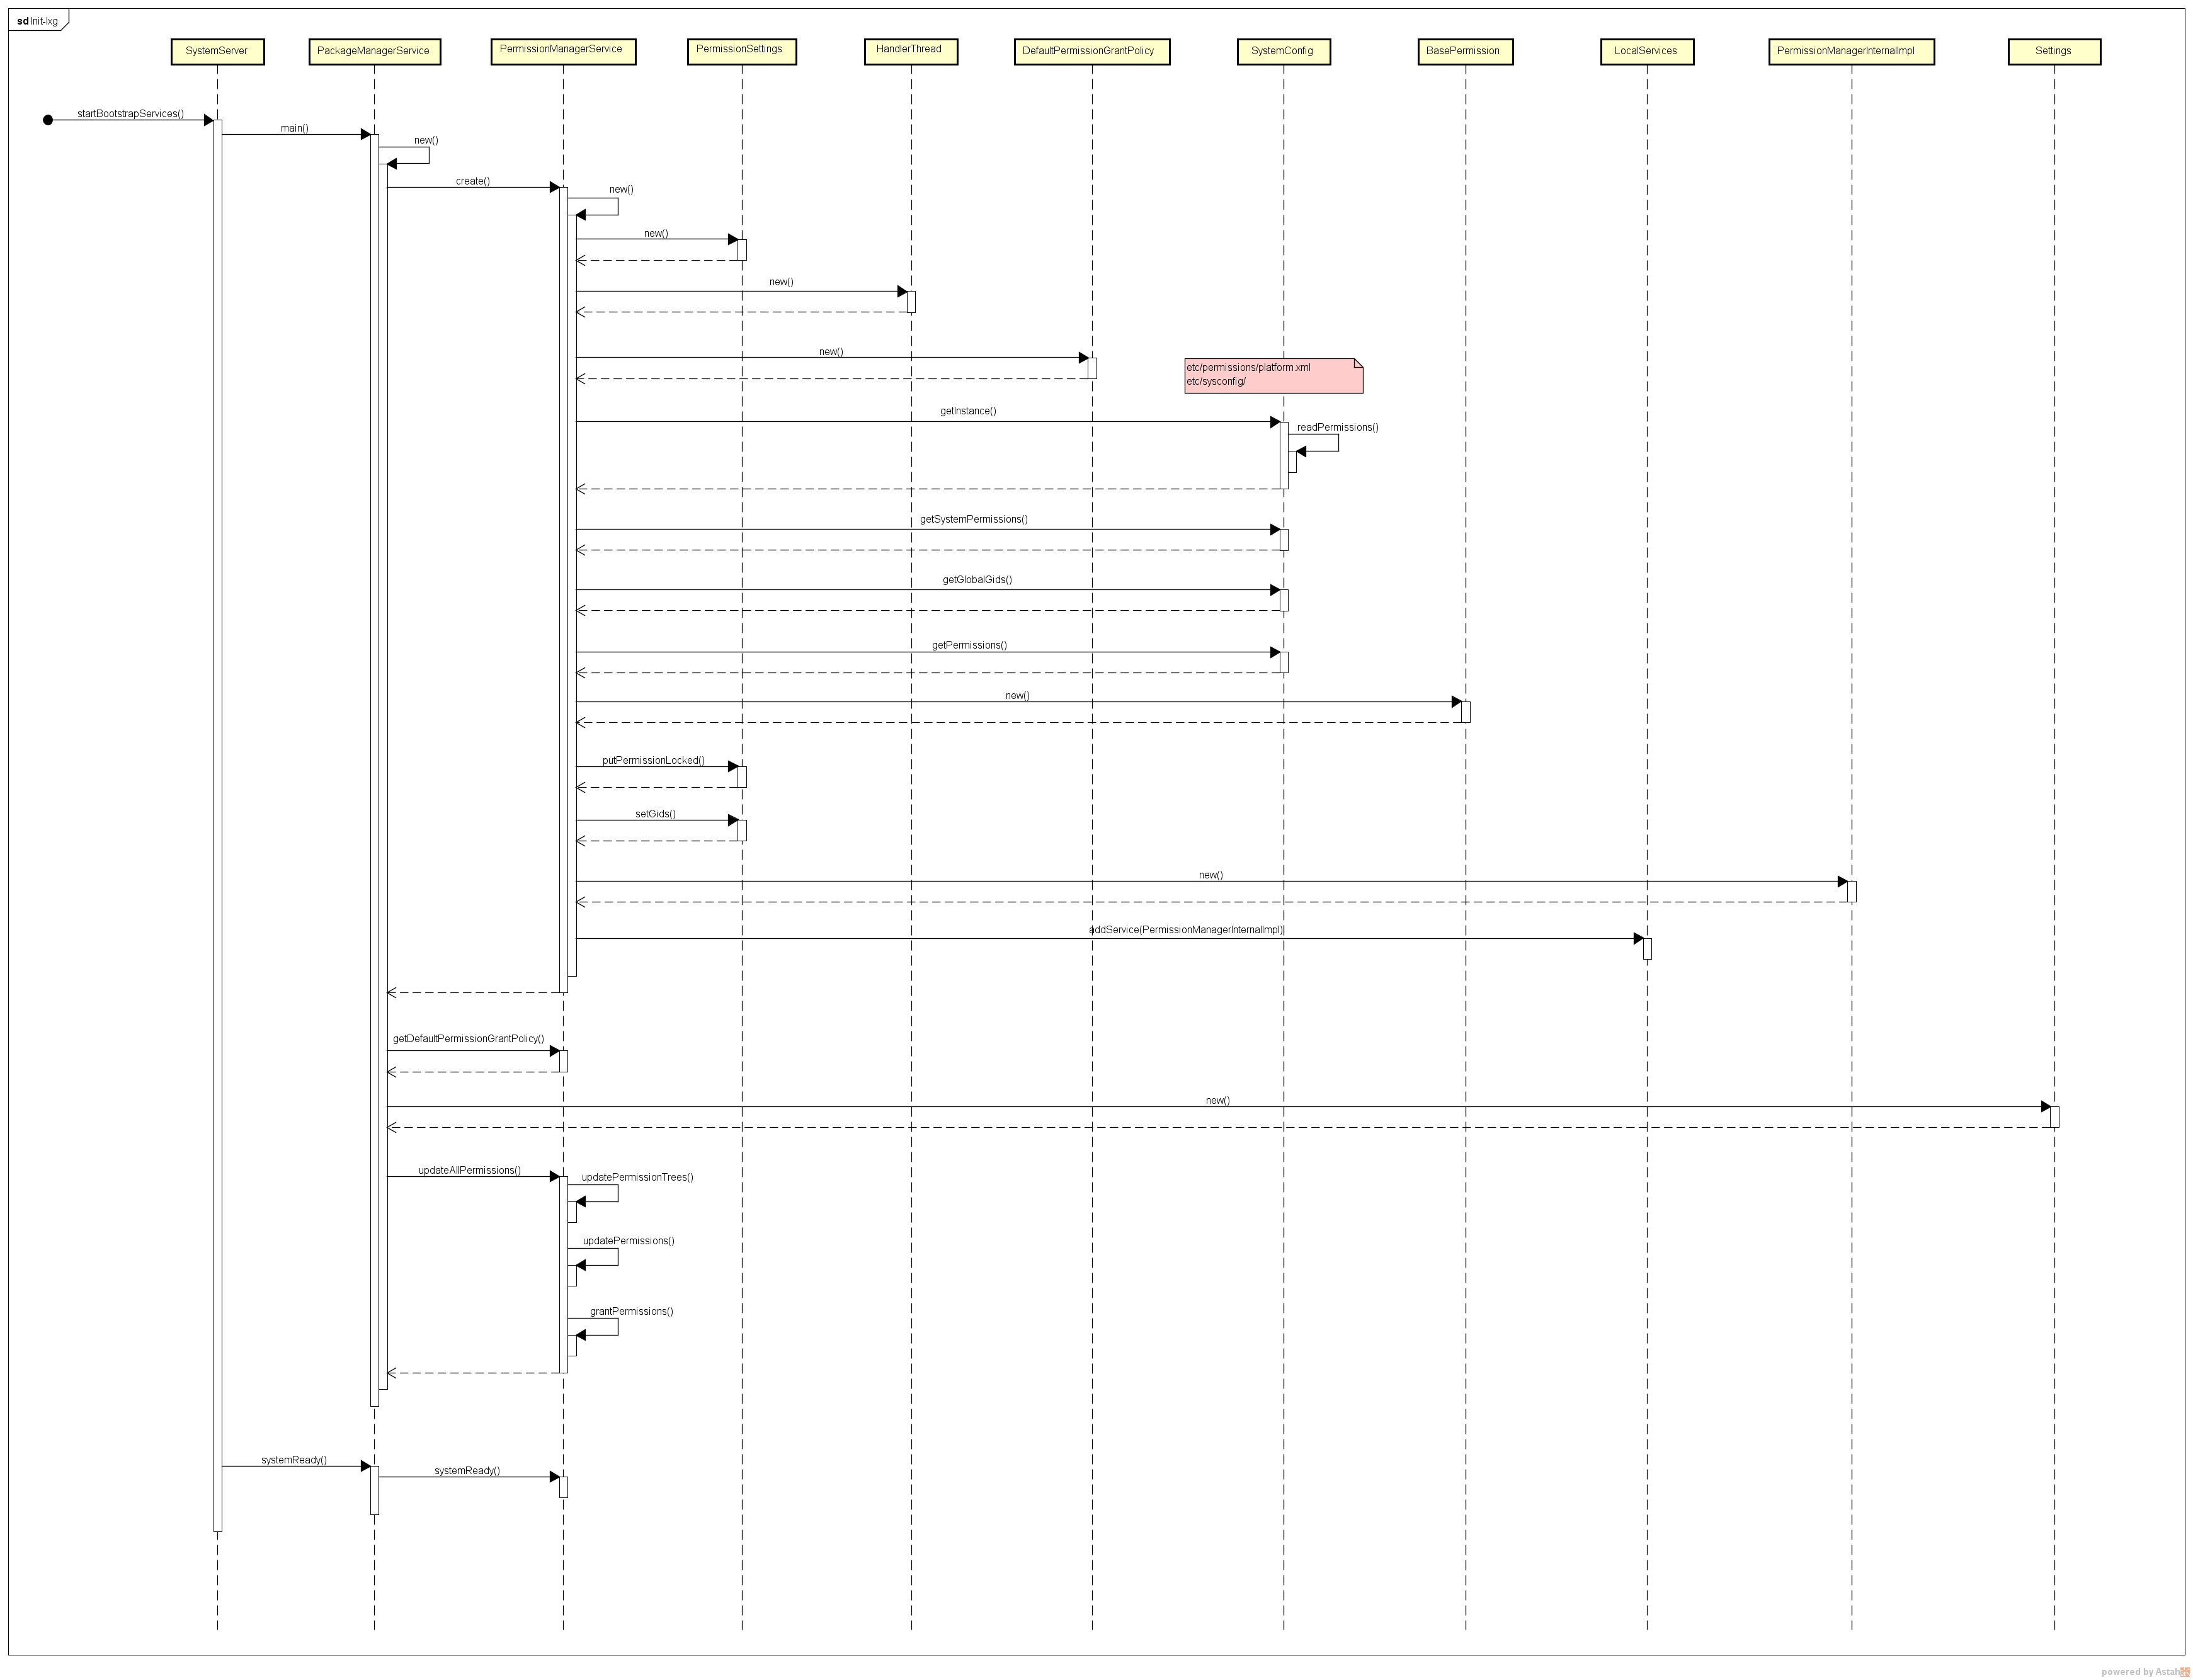 sd Init-lxg
SystemServer
PackageManagerService
PermissionManagerService
PermissionSettings
HandlerThread
DefaultPermissionGrantPolicy
SystemConfig
BasePermission
LocalServices
PermissionManagerInternalImpl
Settings
startBootstrapServices()
main()
new()
create()
new()
new()
new()
new()
etc/permissions/platform.xml
etc/sysconfig/
getInstance()
readPermissions()
getSystemPermissions()
getGlobalGids()
getPermissions()
new()
putPermissionLocked()
setGids()
new()
addService(PermissionManagerInternalImpl)
getDefaultPermissionGrantPolicy()
new()
updateAllPermissions()
updatePermissionTrees()
updatePermissions()
grantPermissions()
systemReady()
systemReady()
powered by Astah